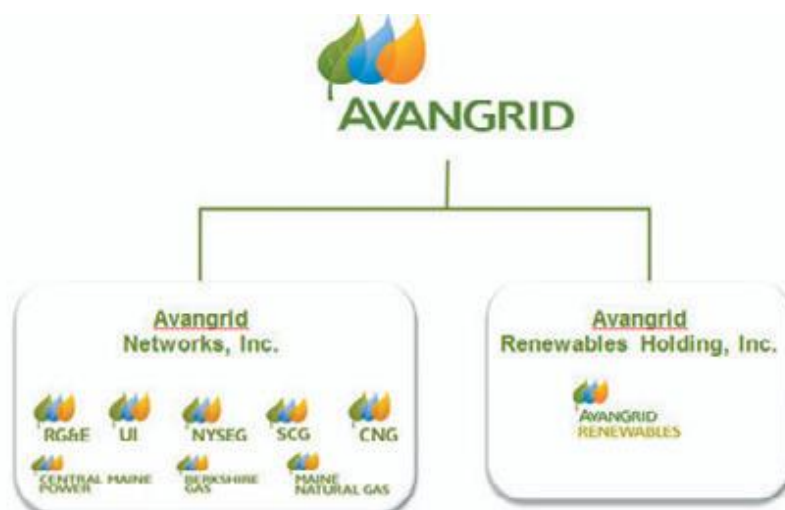 AVANGRID
Avangrid
Networks, Inc.
Avangrid
Renewables Holding, Inc.
RG&E UI NYSEG SCG CNG
CENTRAL MAINE
POWER
BERKSHIRE
GAS
MAINE
NATURAL GAS
AVANGRID
RENEWABLES